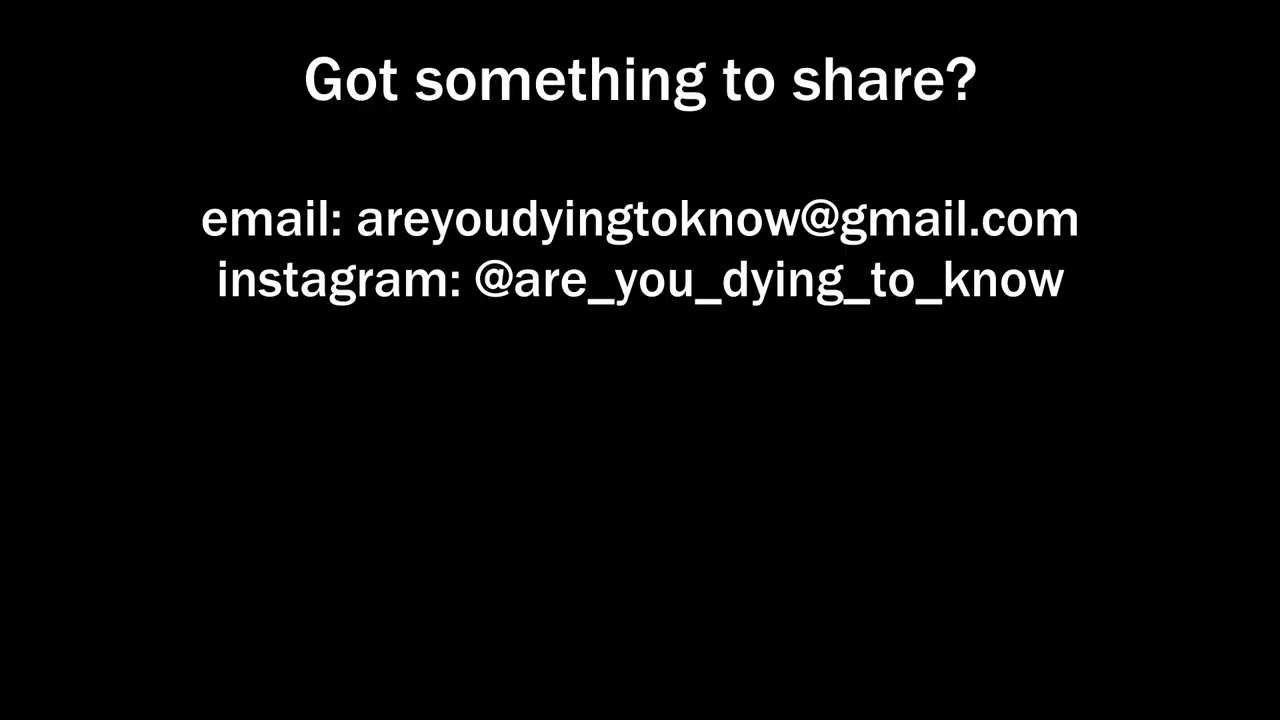 Got something to share?
email: areyoudyingtoknow@gmail.com
instagram: @are_you_dying_to_know